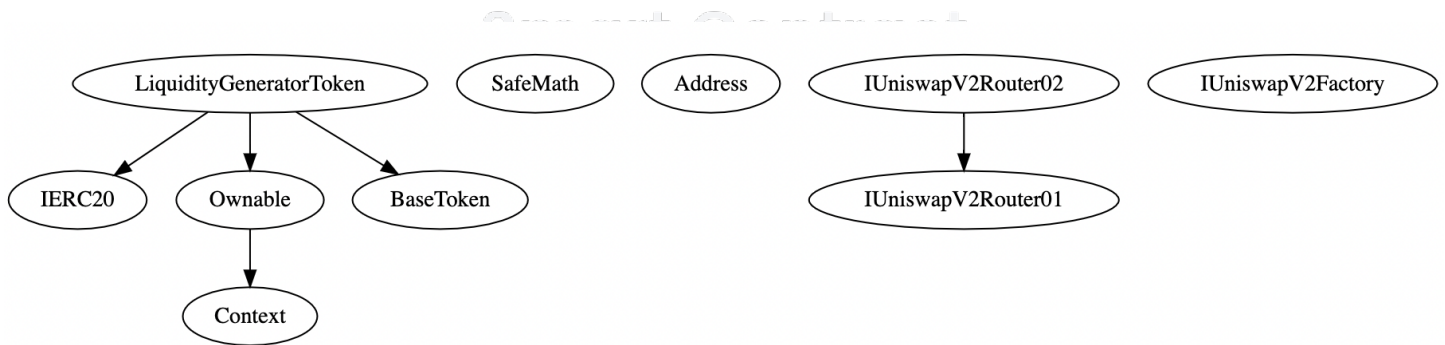 LiquidityGeneratorToken SafeMath Address IUniswapV2Router02 IUniswapV2Factory
IERC20 Ownable BaseToken IUniswapV2Router01
Context